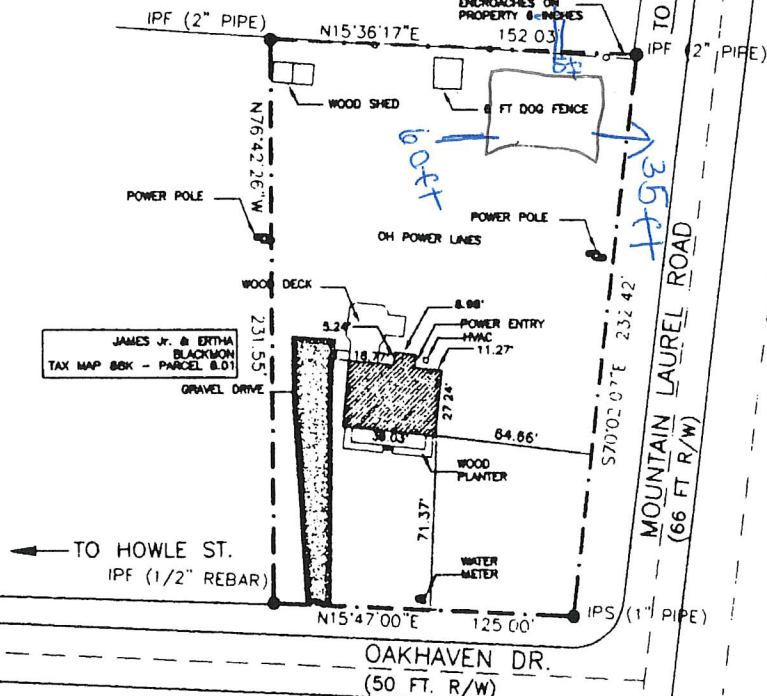 ENCROACHES ON
PROPERTY 6 INCHES
IPF (2" PIPE)
N15°36'17"E
152.03'
IPF (2" PIPE)
TO
WOOD SHED
6 FT DOG FENCE
60ft
35ft
N76°42'26"W
231.55'
POWER POLE
OH POWER LINES
POWER POLE
WOOD DECK
8.98'
5.24'
POWER ENTRY
HVAC
11.27'
18.77'
JAMES Jr. & ERTHA
BLACKMON
TAX MAP 86K - PARCEL 8.01
GRAVEL DRIVE
27.24'
38.03'
84.66'
S70°02'07"E 232.42'
MOUNTAIN LAUREL ROAD
(66 FT R/W)
WOOD
PLANTER
71.37'
TO HOWLE ST.
IPF (1/2" REBAR)
WATER
METER
N15°47'00"E
125.00'
IPS (1" PIPE)
OAKHAVEN DR.
(50 FT. R/W)